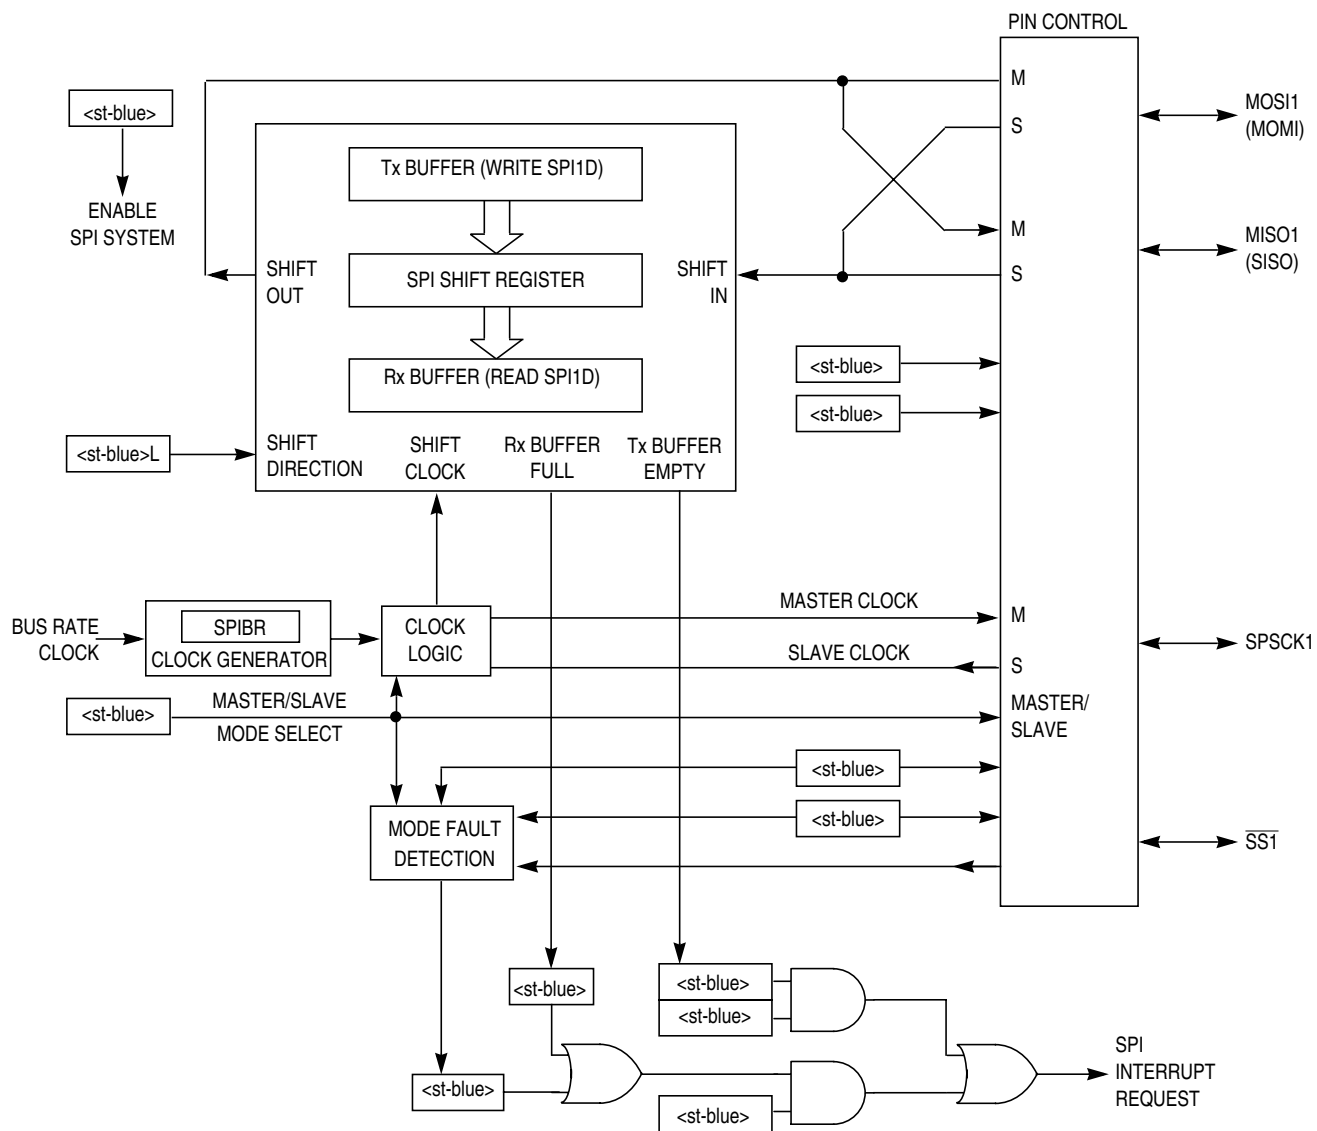 PIN CONTROL
M
MOSI1
(MOMI)
S
<st-blue>
ENABLE
SPI SYSTEM
Tx BUFFER (WRITE SPI1D)
M
MISO1
(SISO)
SHIFT
OUT
SPI SHIFT REGISTER
SHIFT
IN
S
Rx BUFFER (READ SPI1D)
<st-blue>
<st-blue>
<st-blue>L
SHIFT
DIRECTION
SHIFT
CLOCK
Rx BUFFER
FULL
Tx BUFFER
EMPTY
BUS RATE
CLOCK
SPIBR
CLOCK GENERATOR
CLOCK
LOGIC
MASTER CLOCK
M
SLAVE CLOCK
S
SPSCK1
<st-blue>
MASTER/SLAVE
MODE SELECT
MASTER/
SLAVE
<st-blue>
<st-blue>
MODE FAULT
DETECTION
SS1
<st-blue>
<st-blue>
<st-blue>
<st-blue>
<st-blue>
SPI
INTERRUPT
REQUEST